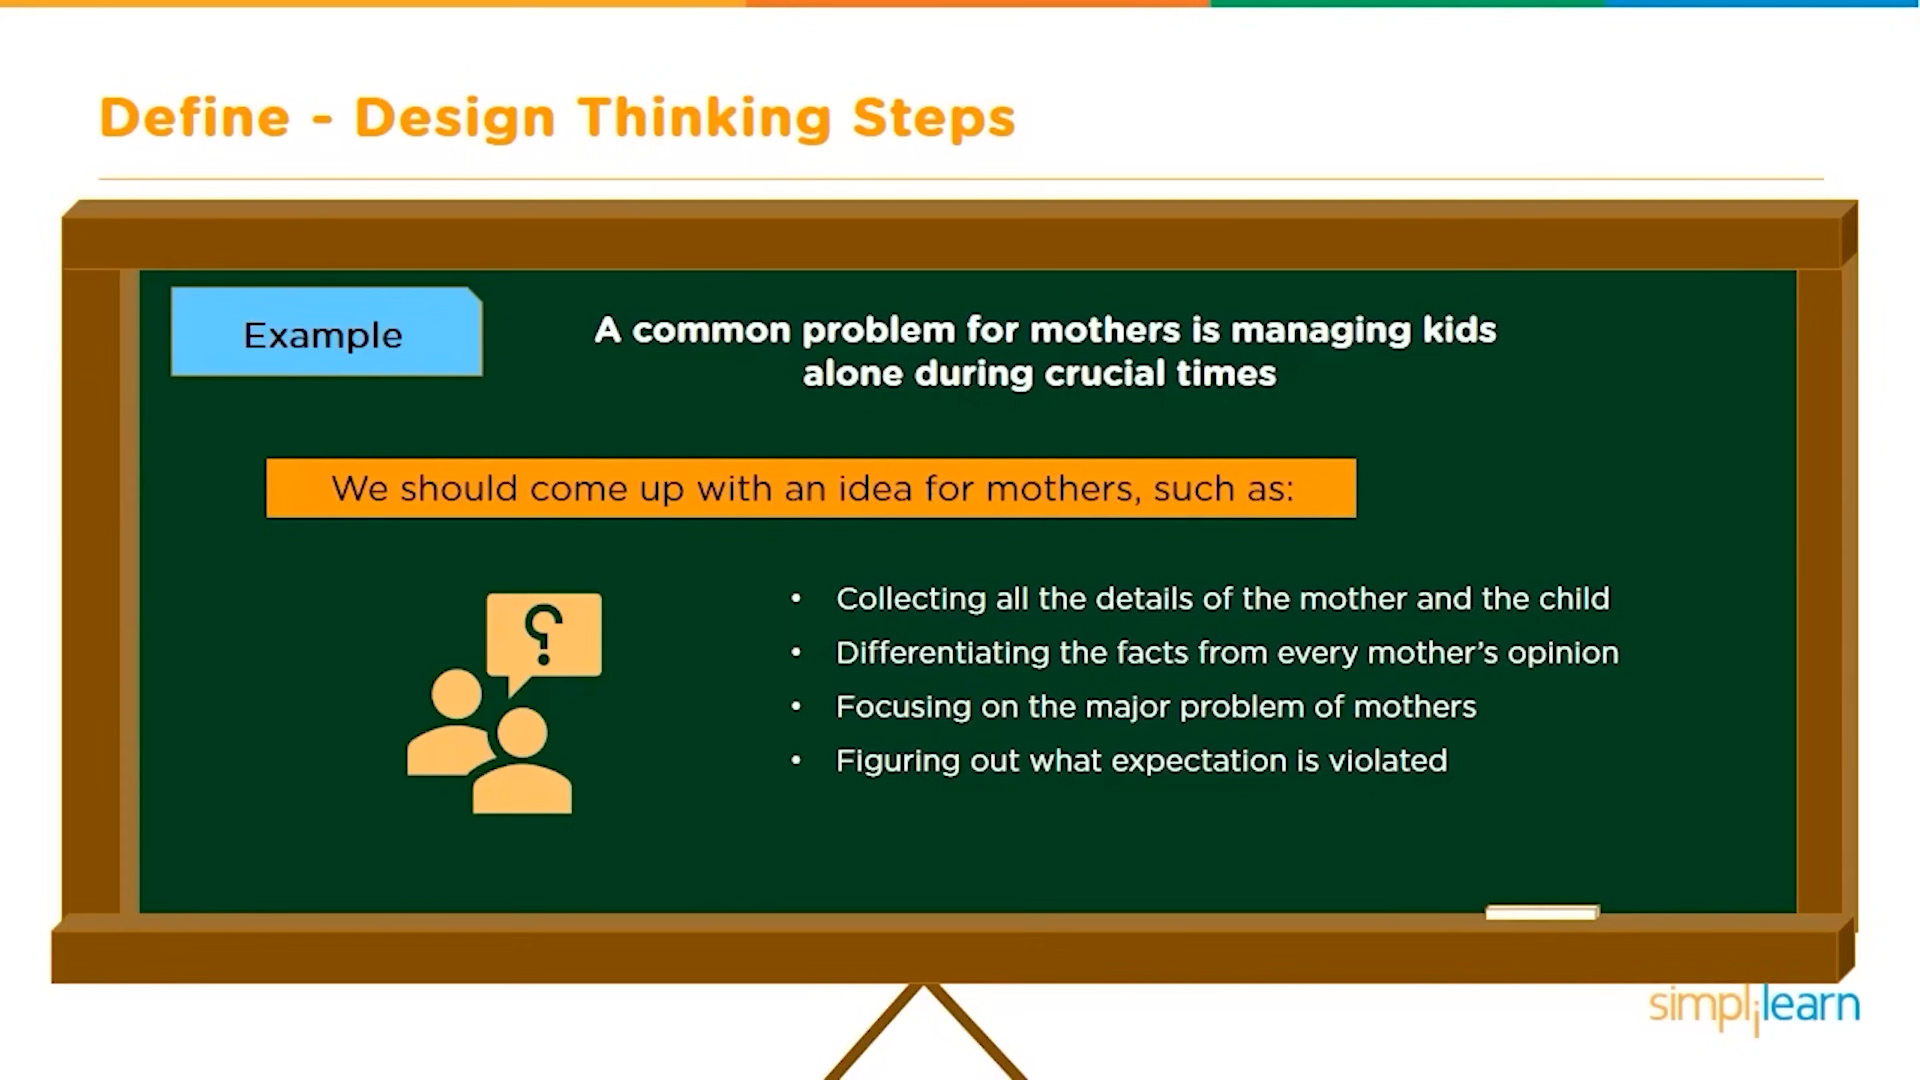 Define - Design Thinking Steps
Example
A common problem for mothers is managing kids
alone during crucial times
We should come up with an idea for mothers, such as:
?
• Collecting all the details of the mother and the child
• Differentiating the facts from every mother's opinion
• Focusing on the major problem of mothers
• Figuring out what expectation is violated
simplilearn